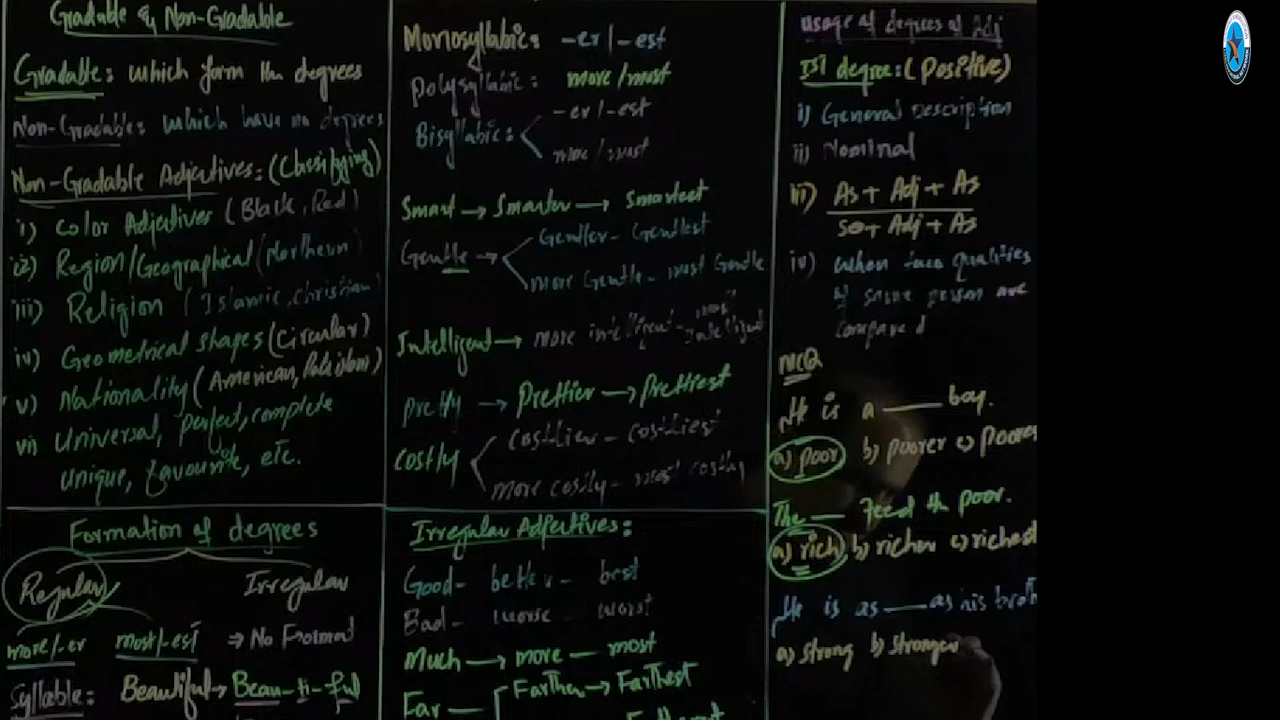 Gradable & Non-Gradable
Gradable: which form the degrees
Non-Gradable: which have no degrees
Non-Gradable Adjectives: (Classifying)
i) Color Adjectives (Black, Red)
ii) Region/Geographical (Northern)
iii) Religion (Islamic, Christian)
iv) Geometrical shapes (Circular)
v) Nationality (American,
vi) Universal, perfect, complete
unique, favourite, etc.
Formation of degrees
Regular Irregular
more/-er most/-est ⇒ No Format
Syllable: Beautiful → Beau-ti-ful
Monosyllabic: -er/-est
Polysyllabic: more/most
-er/-est
Bisyllabic:
more/most
Smart → Smarter → Smartest
Gentler - Gentlest
Gentle →
more Gentle - most Gentle
most
Intelligent → more intelligent - Intelligent
Pretty → Prettier → Prettiest
Costlier - Costliest
Costly
more costly - most costly
Irregular Adjectives:
Good - better - best
Bad - worse - worst
Much → more - most
Farther → Farthest
Far
usage of degrees of Adj
Ist degree: (Positive)
i) General Description
ii) Nominal
iii) As + Adj + As
so + Adj + As
iv) When two qualities
of same person are
compared
MCQ
He is a ___ boy.
a) poor b) poorer c) poores
The ___ feed the poor.
a) rich b) richer c) richest
He is as ___ as his broth
a) strong b) stronger